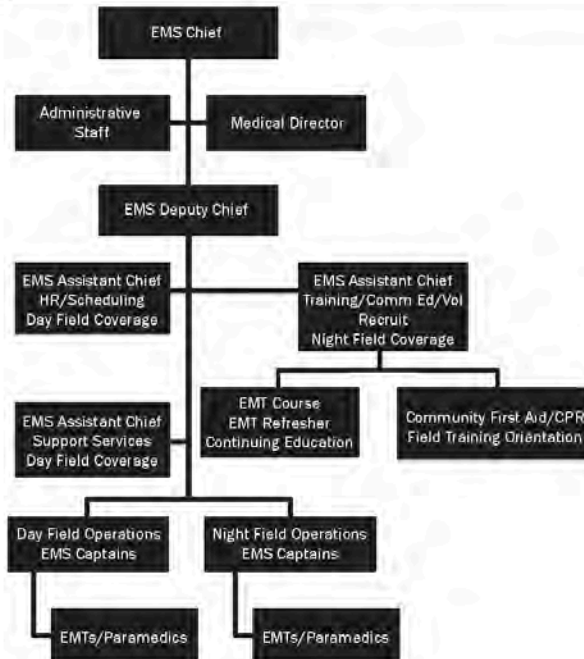 EMS Chief
Administrative
Staff
Medical Director
EMS Deputy Chief
EMS Assistant Chief
HR/Scheduling
Day Field Coverage
EMS Assistant Chief
Training/Comm Ed/Vol
Recruit
Night Field Coverage
EMT Course
EMT Refresher
Continuing Education
Community First Aid/CPR
Field Training Orientation
EMS Assistant Chief
Support Services
Day Field Coverage
Day Field Operations
EMS Captains
Night Field Operations
EMS Captains
EMTs/Paramedics
EMTs/Paramedics